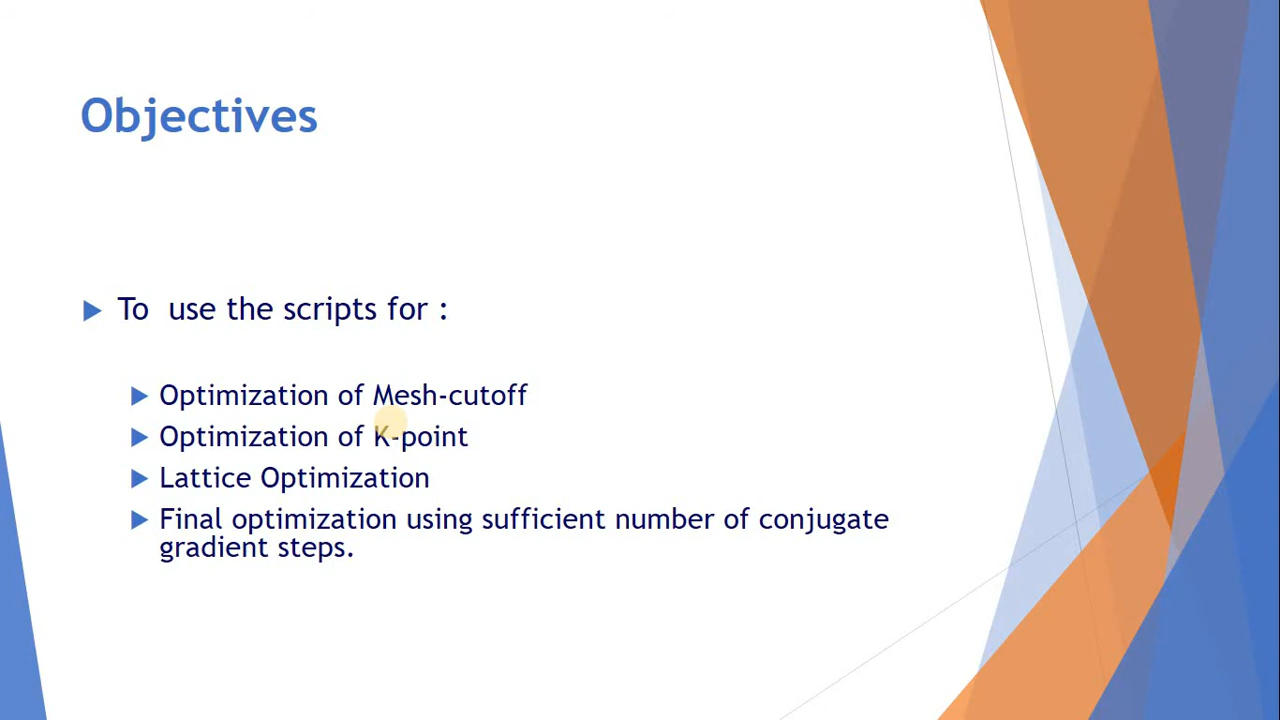 Objectives
To use the scripts for :
Optimization of Mesh-cutoff
Optimization of K-point
Lattice Optimization
Final optimization using sufficient number of conjugate
gradient steps.